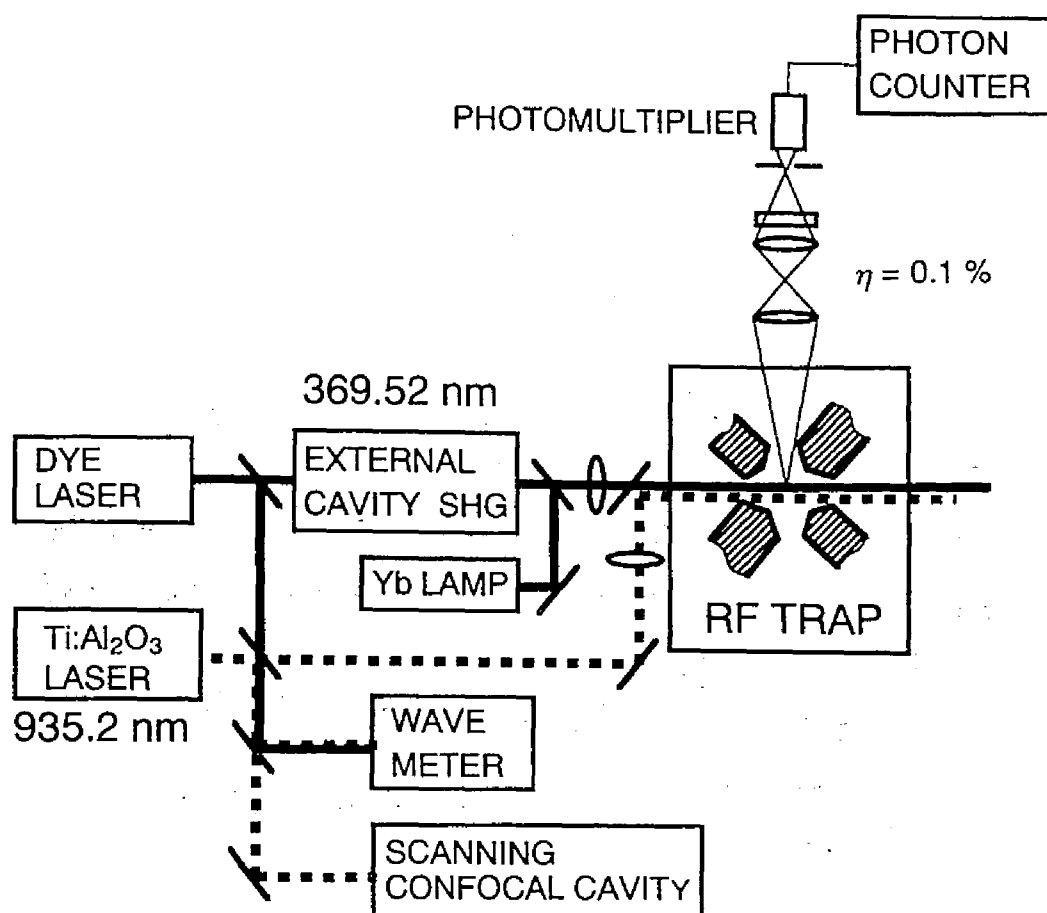 PHOTON
COUNTER
PHOTOMULTIPLIER
η = 0.1 %
369.52 nm
DYE
LASER
EXTERNAL
CAVITY SHG
Yb LAMP
RF TRAP
Ti:Al₂O₃
LASER
935.2 nm
WAVE
METER
SCANNING
CONFOCAL CAVITY